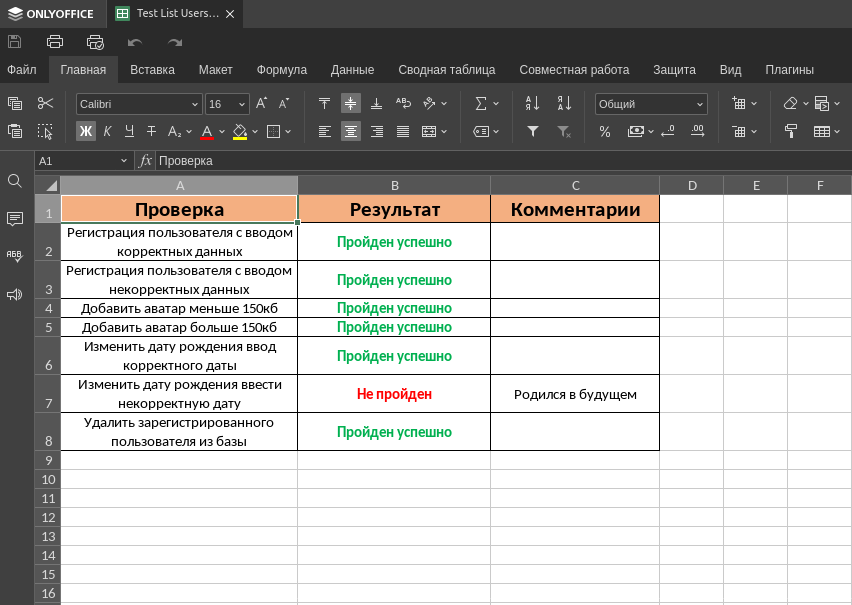 ONLYOFFICE
Test List Users...
Файл Главная Вставка Макет Формула Данные Сводная таблица Совместная работа Защита Вид Плагины
Calibri 16 Общий
Ж К Ч Т
A1 fx Проверка
A B C D E F
1 Проверка Результат Комментарии
2 Регистрация пользователя с вводом
корректных данных Пройден успешно
3 Регистрация пользователя с вводом
некорректных данных Пройден успешно
4 Добавить аватар меньше 150кб Пройден успешно
5 Добавить аватар больше 150кб Пройден успешно
6 Изменить дату рождения ввод
корректного даты Пройден успешно
7 Изменить дату рождения ввести
некорректную дату Не пройден Родился в будущем
8 Удалить зарегистрированного
пользователя из базы Пройден успешно
9
10
11
12
13
14
15
16